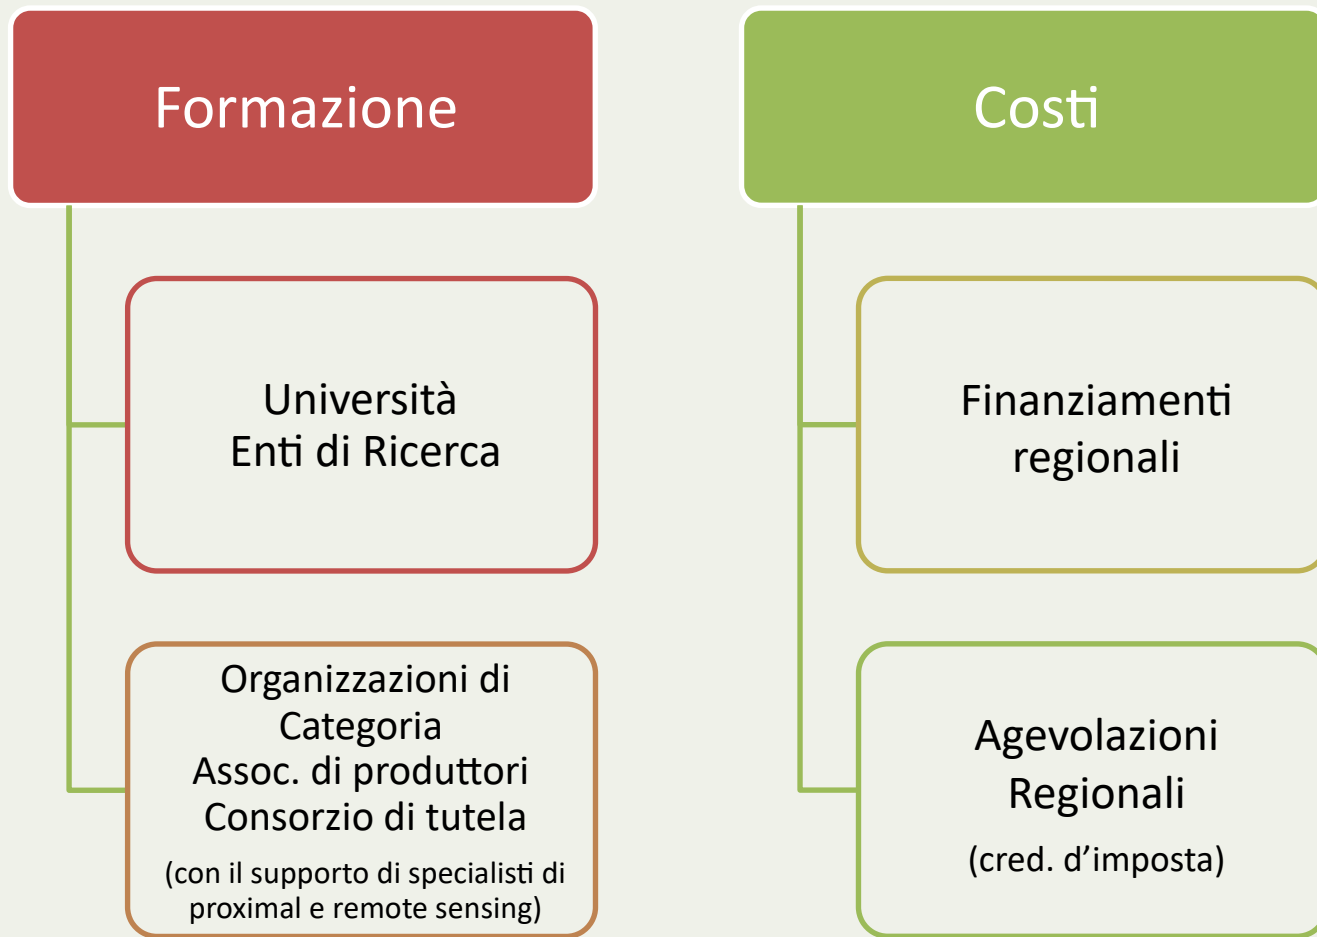 Formazione
Università
Enti di Ricerca
Organizzazioni di
Categoria
Assoc. di produttori
Consorzio di tutela
(con il supporto di specialisti di
proximal e remote sensing)
Costi
Finanziamenti
regionali
Agevolazioni
Regionali
(cred. d’imposta)